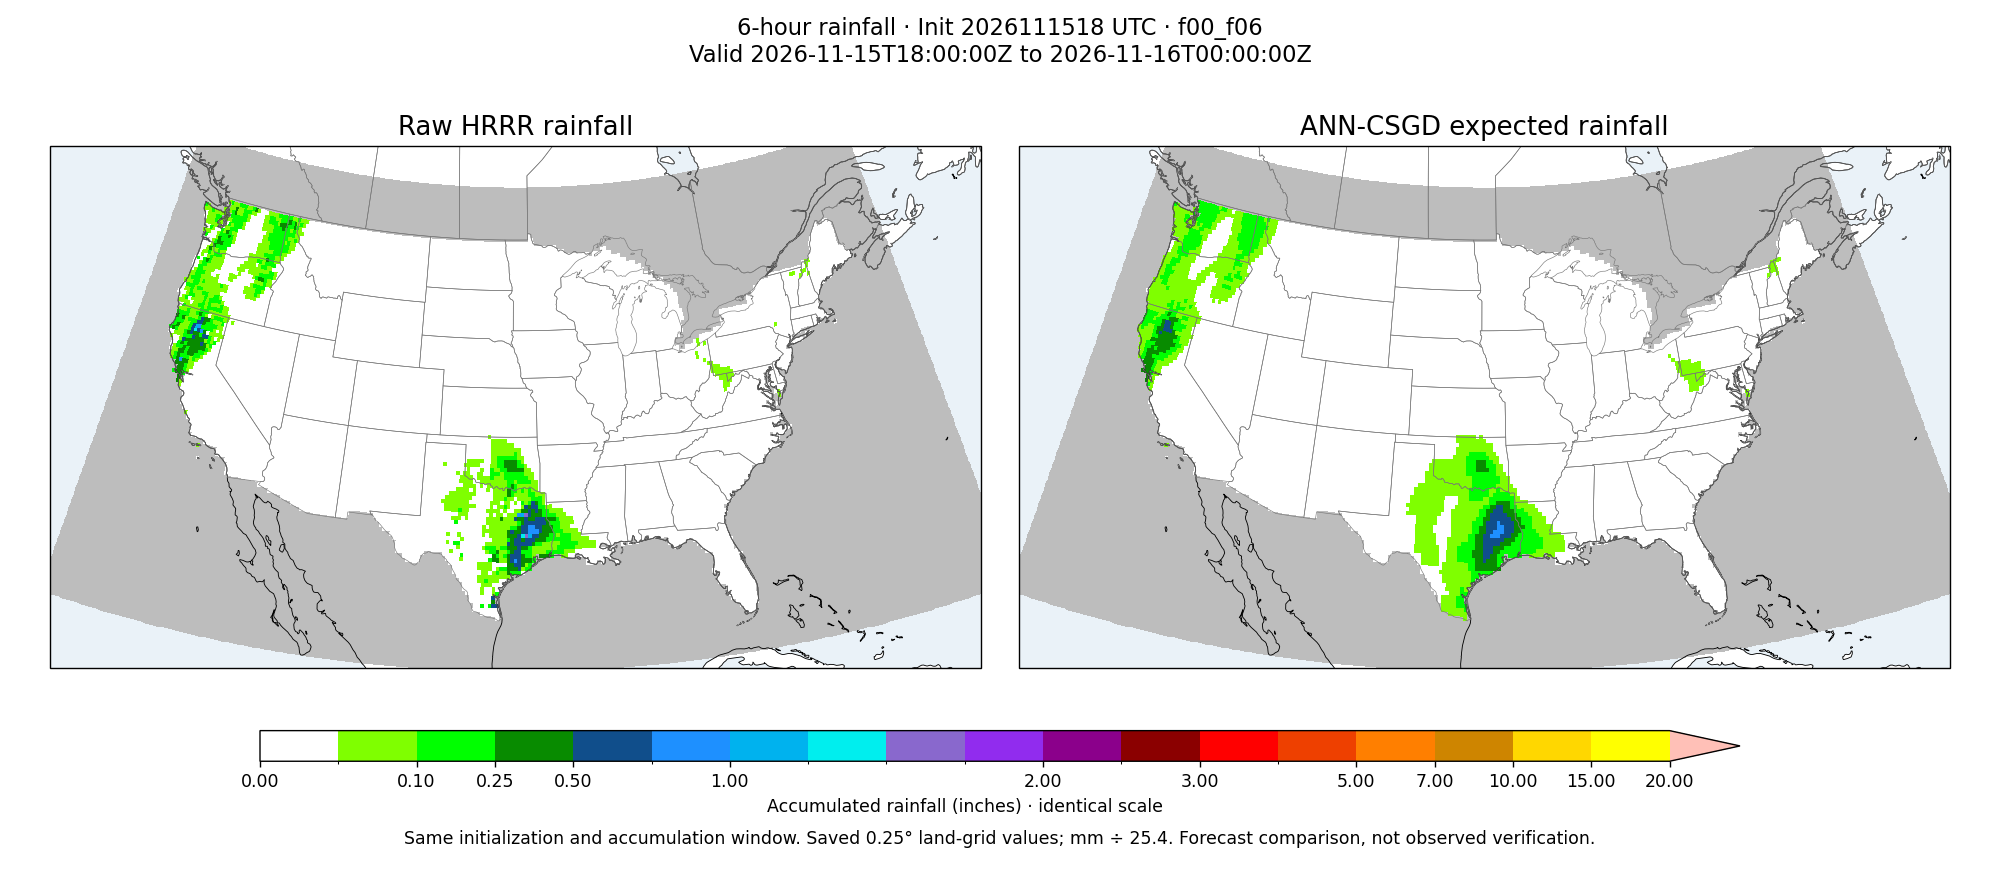 6-hour rainfall · Init 2026111518 UTC · f00_f06
Valid 2026-11-15T18:00:00Z to 2026-11-16T00:00:00Z
Raw HRRR rainfall
ANN-CSGD expected rainfall
0.00 0.10 0.25 0.50 1.00 2.00 3.00 5.00 7.00 10.00 15.00 20.00
Accumulated rainfall (inches) · identical scale
Same initialization and accumulation window. Saved 0.25° land-grid values; mm ÷ 25.4. Forecast comparison, not observed verification.